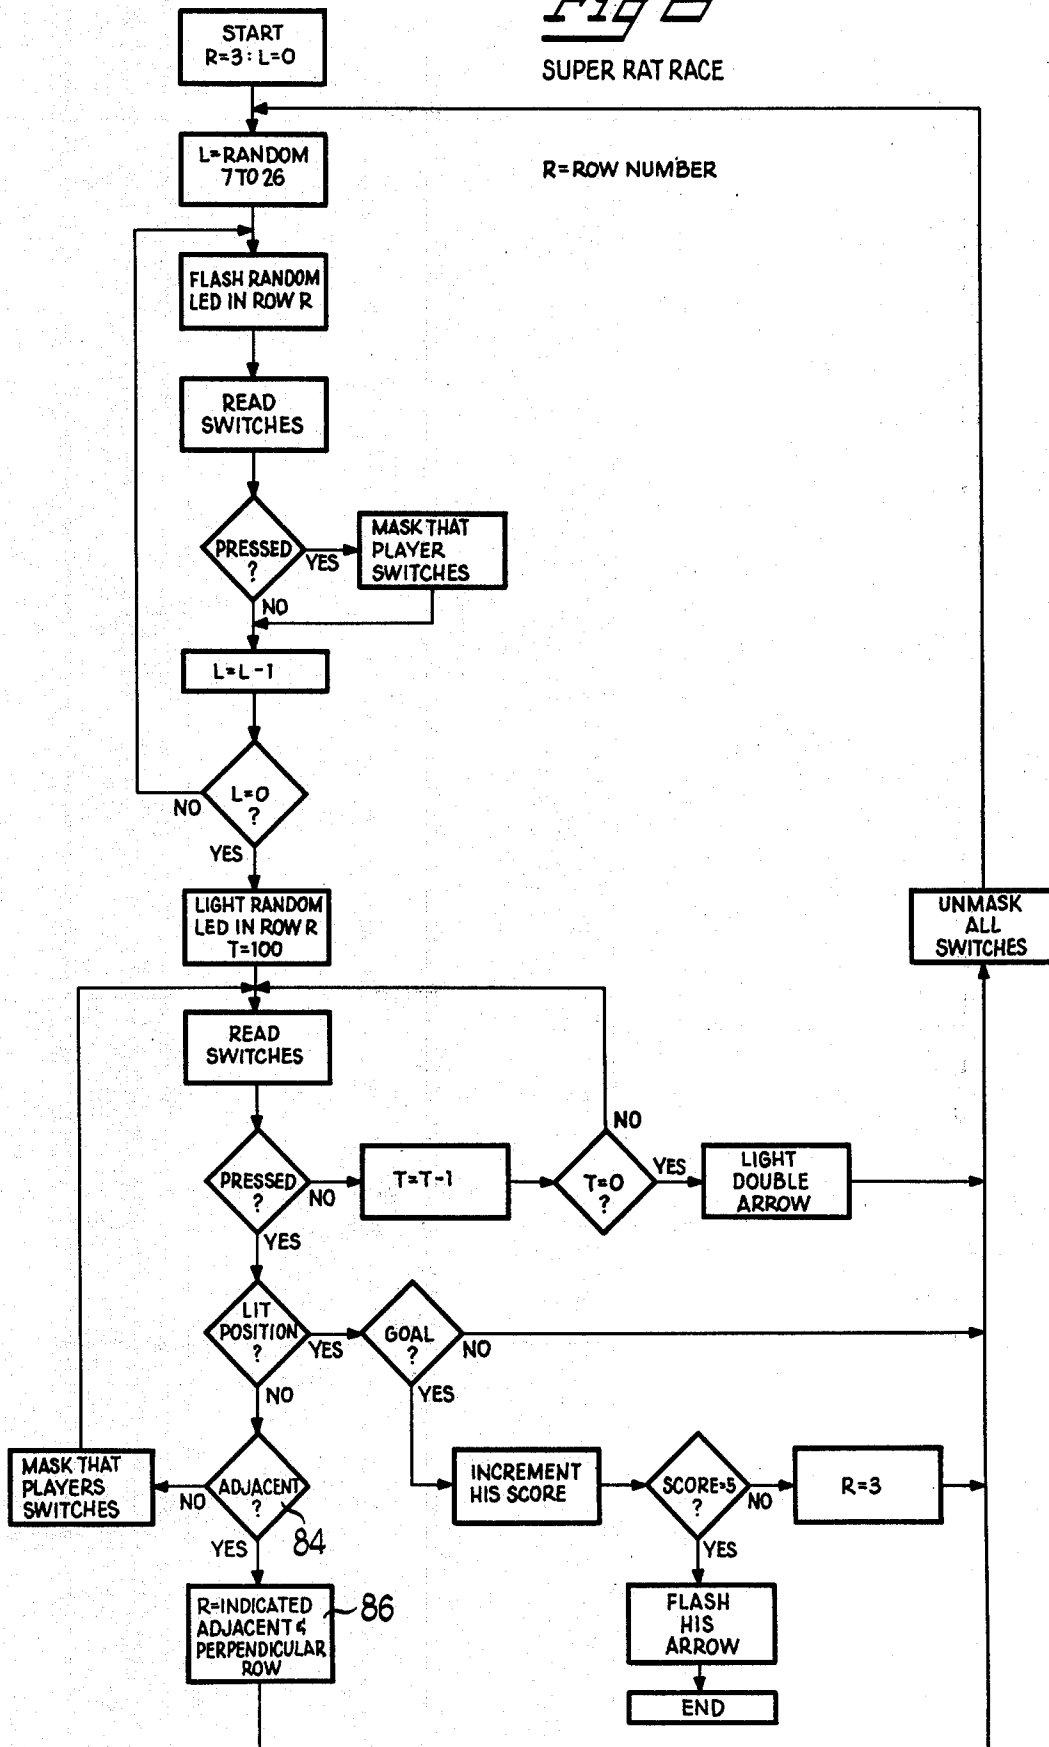 Fig 8
SUPER RAT RACE
R=ROW NUMBER
START
R=3: L=0
L=RANDOM
7 TO 26
FLASH RANDOM
LED IN ROW R
READ
SWITCHES
PRESSED
?
YES
NO
MASK THAT
PLAYER
SWITCHES
L=L-1
L=0
?
NO
YES
LIGHT RANDOM
LED IN ROW R
T=100
UNMASK
ALL
SWITCHES
READ
SWITCHES
PRESSED
?
NO
YES
T=T-1
T=0
?
NO
YES
LIGHT
DOUBLE
ARROW
LIT
POSITION
?
YES
NO
GOAL
?
NO
YES
MASK THAT
PLAYERS
SWITCHES
ADJACENT
?
NO
YES
84
INCREMENT
HIS SCORE
SCORE=5
?
NO
YES
R=3
R=INDICATED
ADJACENT &
PERPENDICULAR
ROW
86
FLASH
HIS
ARROW
END